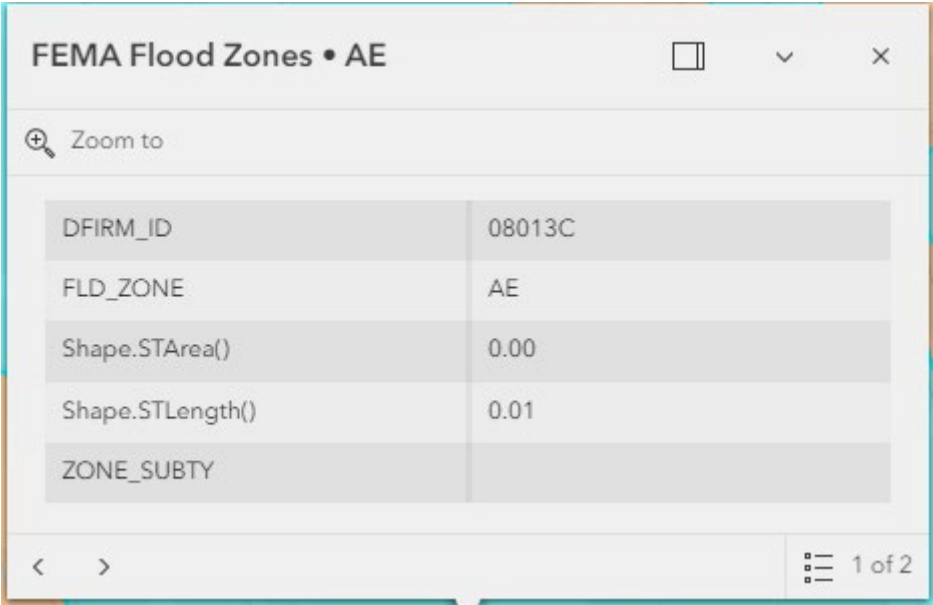 FEMA Flood Zones • AE
Zoom to
DFIRM_ID 08013C
FLD_ZONE AE
Shape.STArea() 0.00
Shape.STLength() 0.01
ZONE_SUBTY
1 of 2